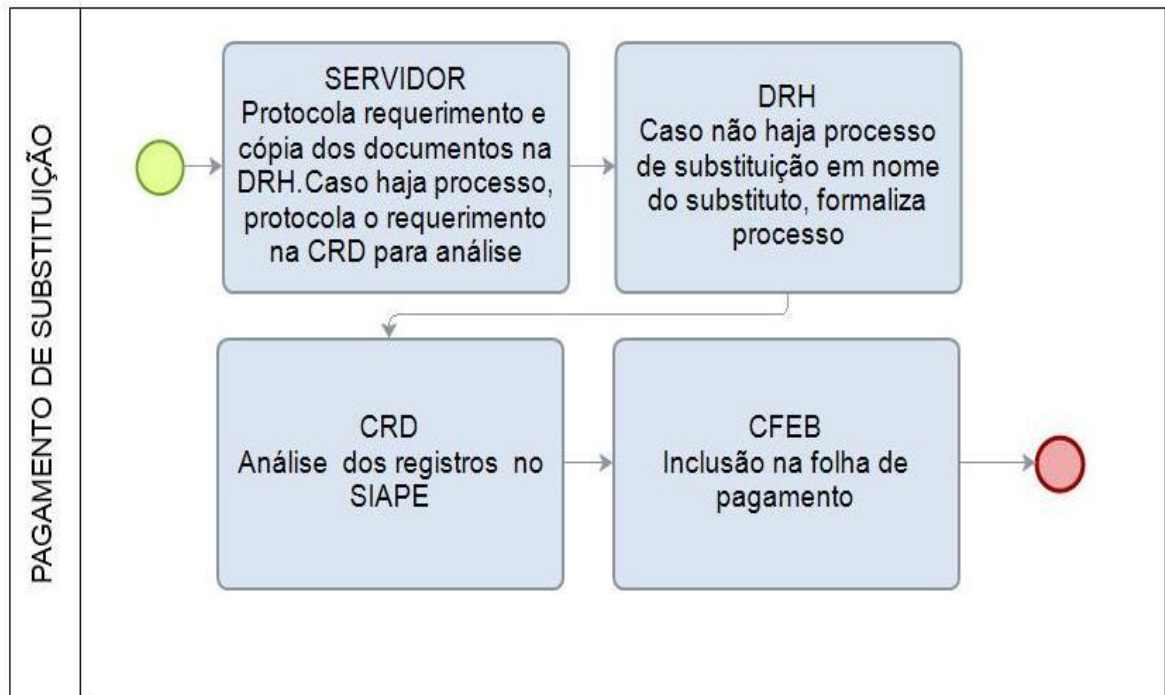 PAGAMENTO DE SUBSTITUIÇÃO
SERVIDOR
Protocola requerimento e
cópia dos documentos na
DRH.Caso haja processo,
protocola o requerimento
na CRD para análise
DRH
Caso não haja processo
de substituição em nome
do substituto, formaliza
processo
CRD
Análise dos registros no
SIAPE
CFEB
Inclusão na folha de
pagamento